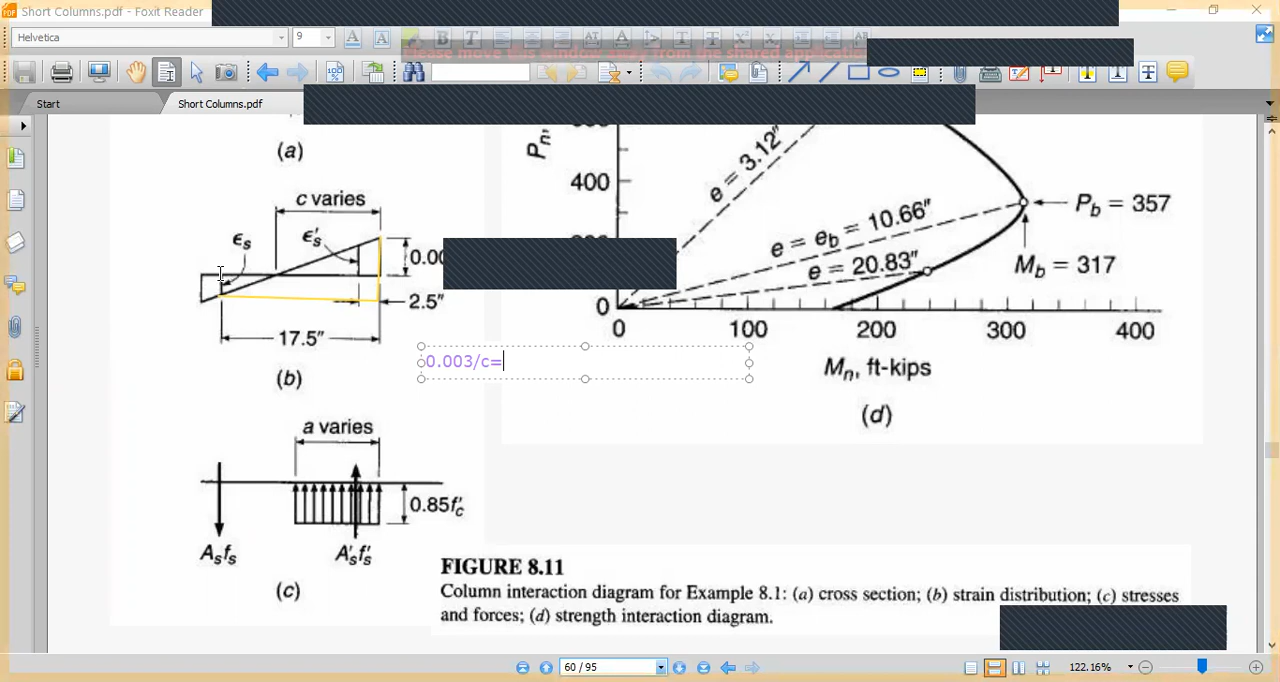 Short Columns.pdf - Foxit Reader
Helvetica
9
Start
Short Columns.pdf
(a)
c varies
ϵs
ϵ's
0.00
2.5"
17.5"
(b)
a varies
0.85f'c
Asfs
A'sf's
(c)
Pn,
400
0
e = 3.12"
e = eb = 10.66"
e = 20.83"
Pb = 357
Mb = 317
0
100
200
300
400
Mn, ft-kips
(d)
0.003/c=
FIGURE 8.11
Column interaction diagram for Example 8.1: (a) cross section; (b) strain distribution; (c) stresses
and forces; (d) strength interaction diagram.
60 / 95
122.16%